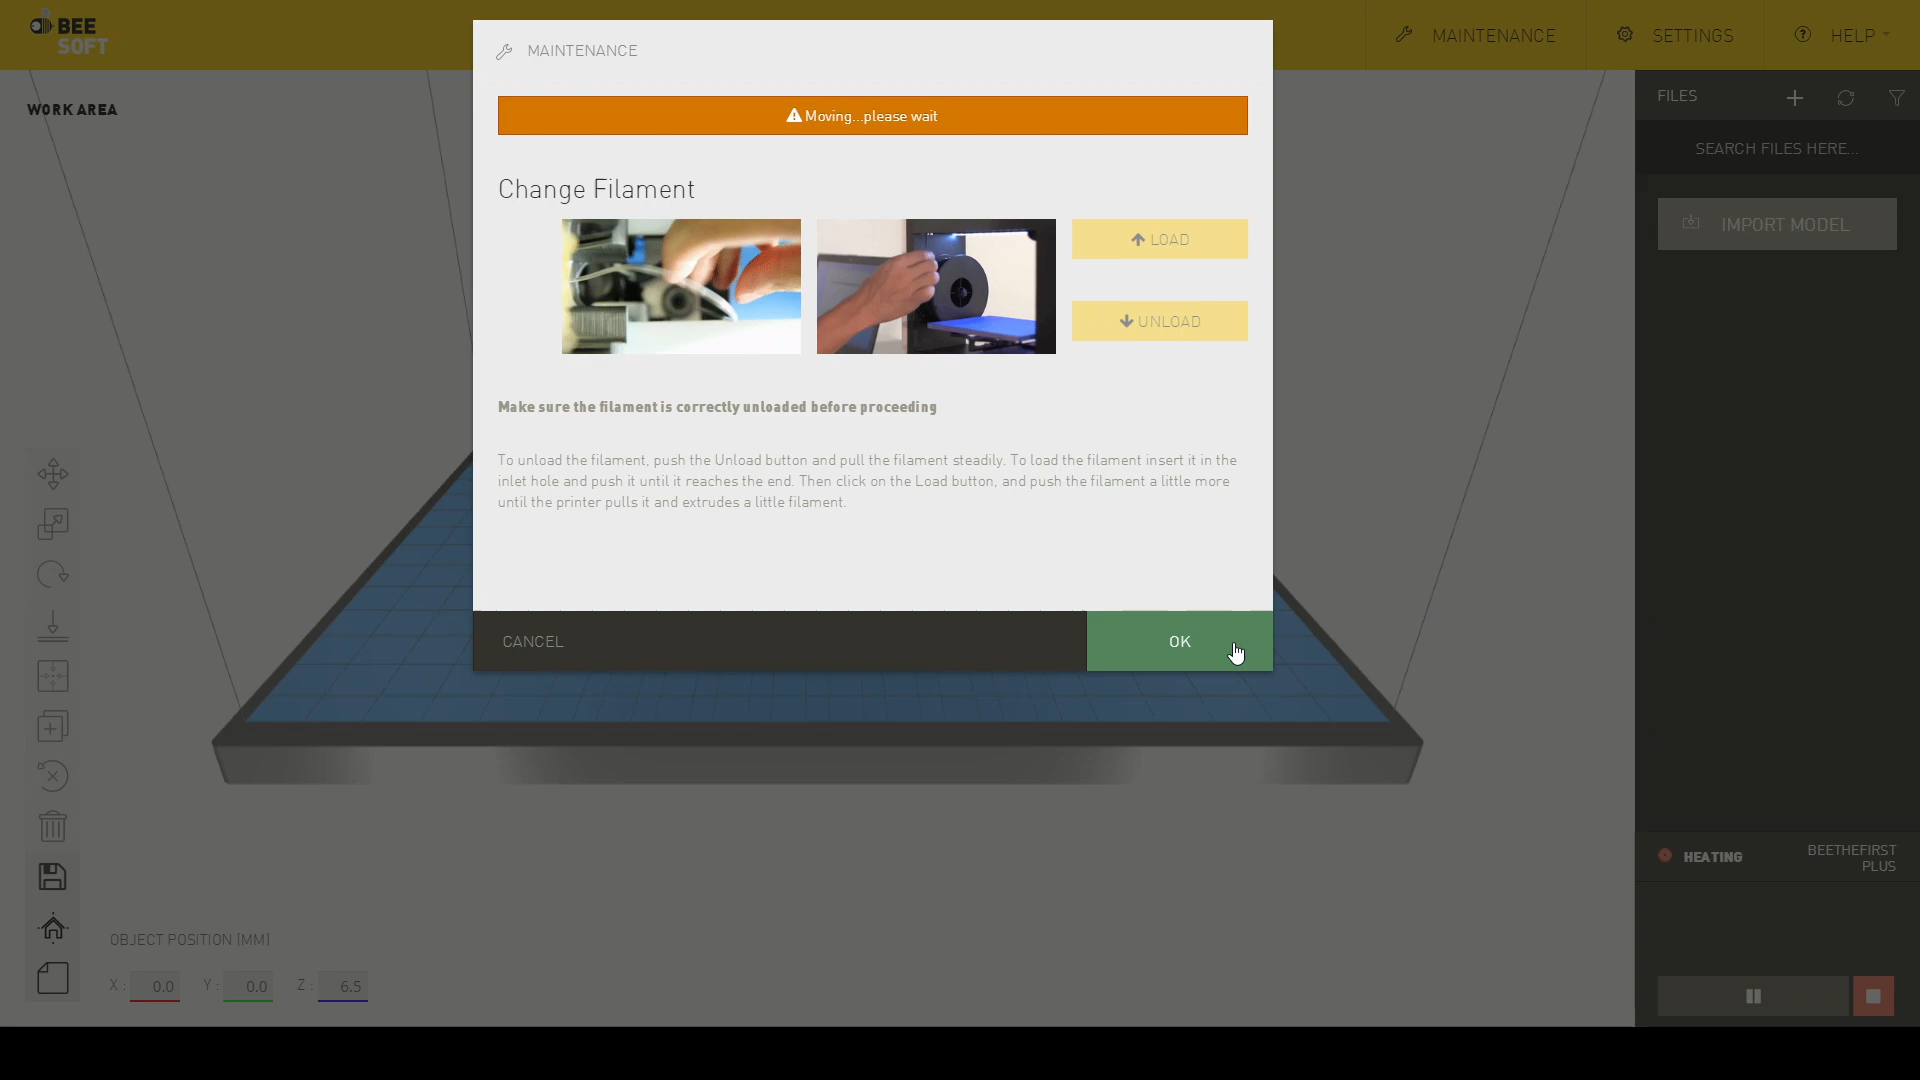 BEE
SOFT
MAINTENANCE
SETTINGS
HELP
MAINTENANCE
Moving...please wait
WORK AREA
FILES
SEARCH FILES HERE...
IMPORT MODEL
Change Filament
LOAD
UNLOAD
Make sure the filament is correctly unloaded before proceeding
To unload the filament, push the Unload button and pull the filament steadily. To load the filament insert it in the
inlet hole and push it until it reaches the end. Then click on the Load button, and push the filament a little more
until the printer pulls it and extrudes a little filament.
CANCEL
OK
HEATING
BEETHEFIRST
PLUS
OBJECT POSITION (MM)
X : 0.0 Y : 0.0 Z : 6.5